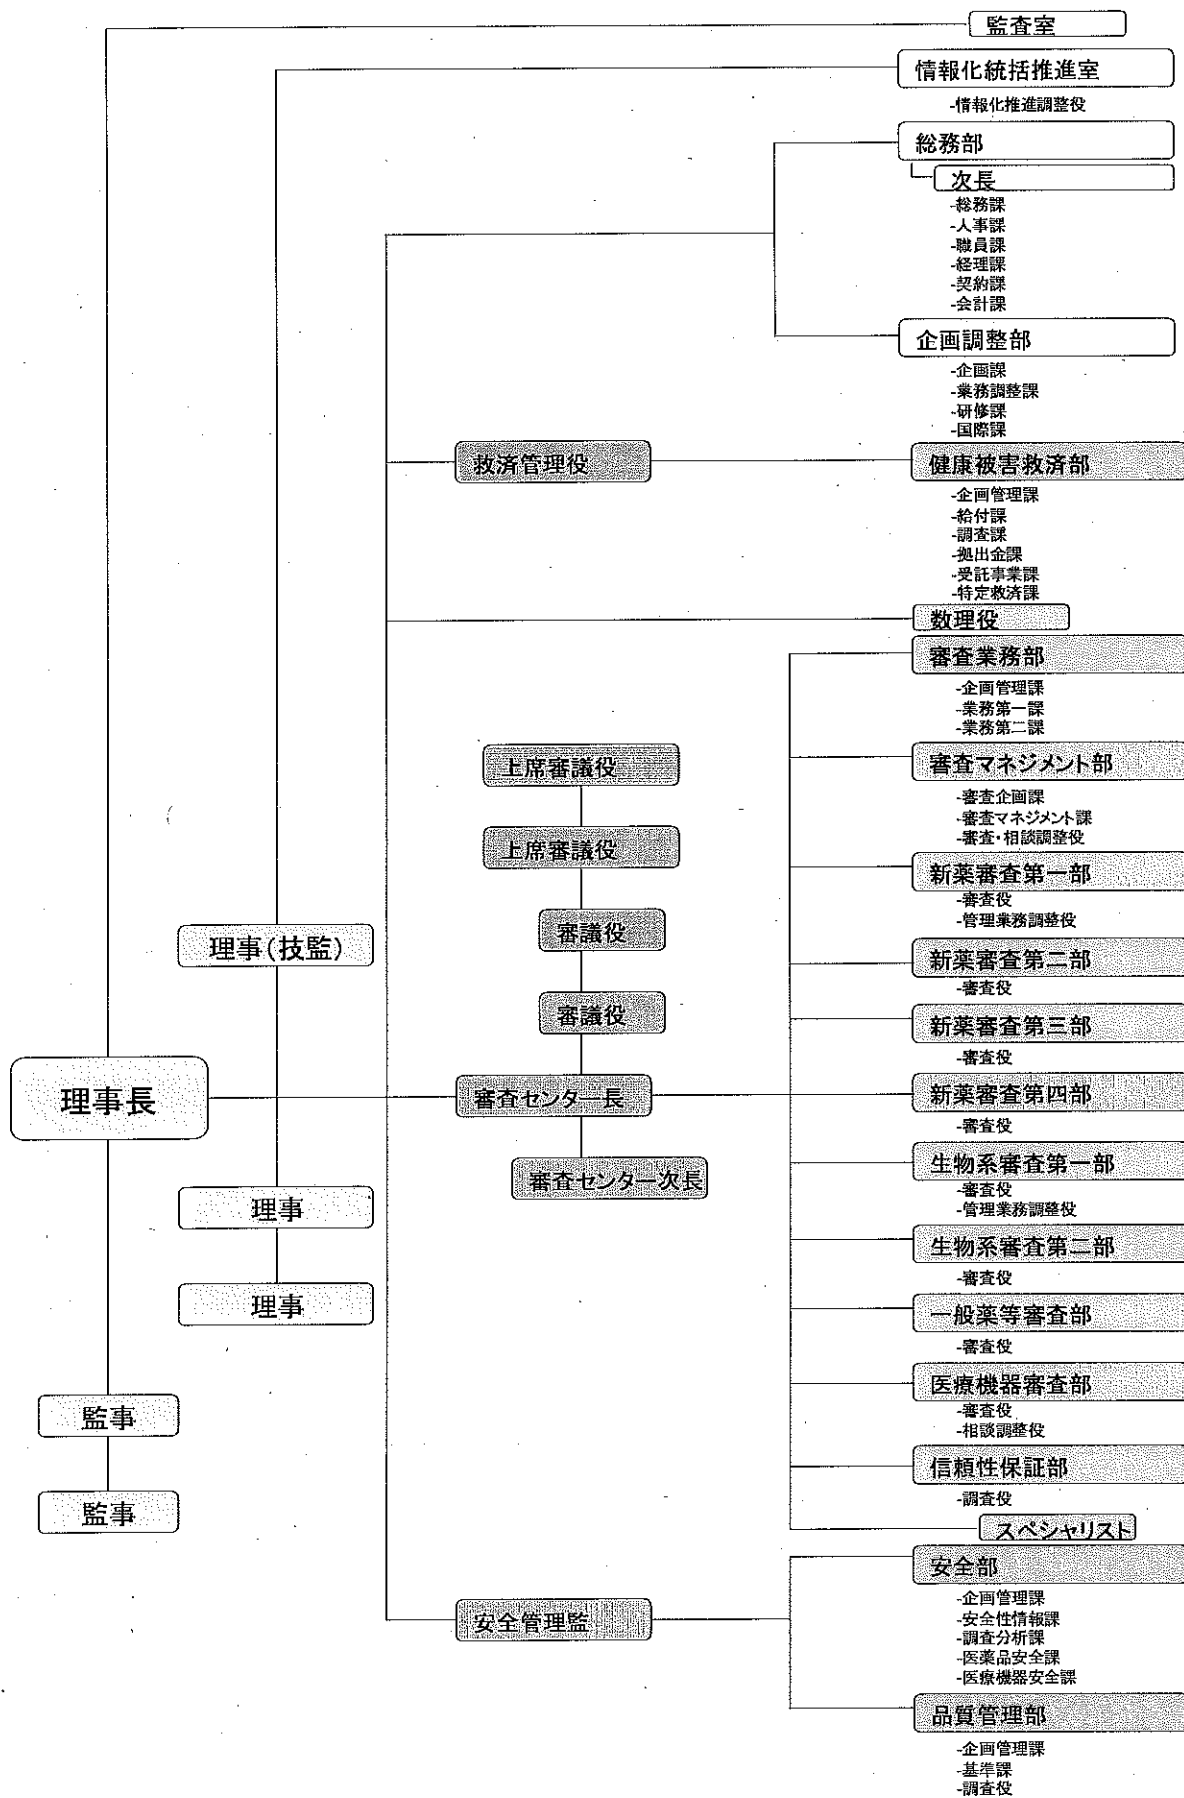 監査室
情報化統括推進室
-情報化推進調整役
総務部
次長
-総務課
-人事課
-職員課
-経理課
-契約課
-会計課
企画調整部
-企画課
-業務調整課
-研修課
-国際課
救済管理役
健康被害救済部
-企画管理課
-給付課
-調査課
-拠出金課
-受託事業課
-特定救済課
数理役
審査業務部
-企画管理課
-業務第一課
-業務第二課
上席審議役
審査マネジメント部
-審査企画課
-審査マネジメント課
-審査・相談調整役
上席審議役
新薬審査第一部
-審査役
-管理業務調整役
審議役
理事(技監)
新薬審査第二部
-審査役
審議役
新薬審査第三部
-審査役
理事長
審査センター長
新薬審査第四部
-審査役
審査センター次長
生物系審査第一部
-審査役
-管理業務調整役
理事
生物系審査第二部
-審査役
理事
一般薬等審査部
-審査役
医療機器審査部
-審査役
-相談調整役
監事
信頼性保証部
-調査役
監事
スペシャリスト
安全部
-企画管理課
-安全性情報課
-調査分析課
-医薬品安全課
-医療機器安全課
安全管理監
品質管理部
-企画管理課
-基準課
-調査役